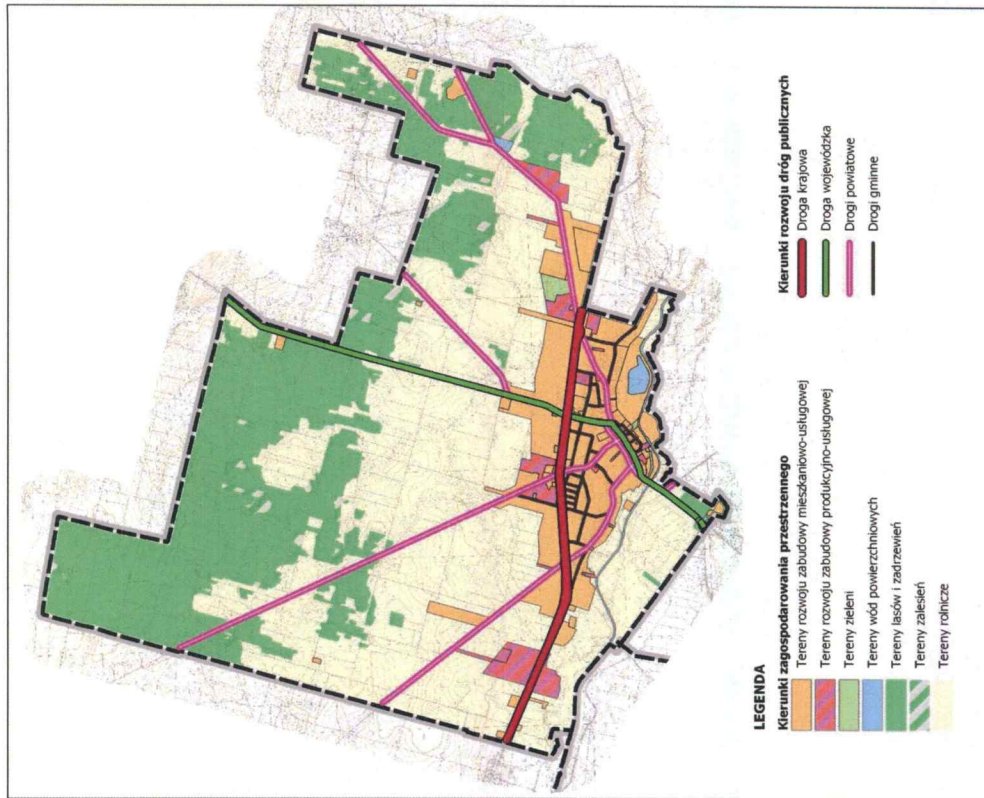 LEGENDA
Kierunki zagospodarowania przestrzennego
Tereny rozwoju zabudowy mieszkaniowo-usługowej
Tereny rozwoju zabudowy produkcyjno-usługowej
Tereny zieleni
Tereny wód powierzchniowych
Tereny lasów i zadrzewień
Tereny zalesień
Tereny rolnicze
Kierunki rozwoju dróg publicznych
Droga krajowa
Droga wojewódzka
Drogi powiatowe
Drogi gminne